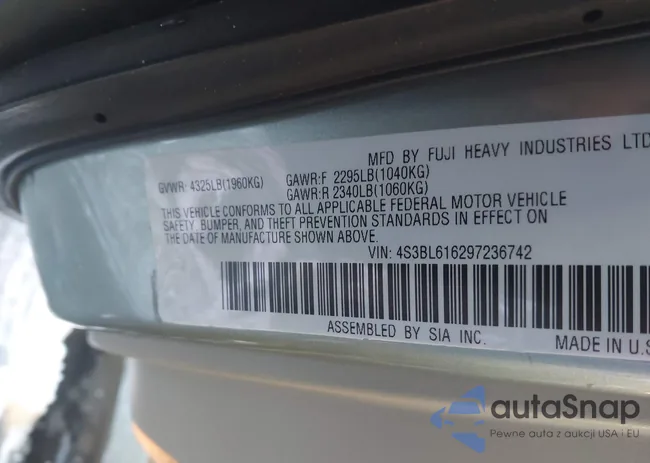 MFD BY FUJI HEAVY INDUSTRIES LTD
GVWR: 4325LB(1960KG) GAWR:F 2295LB(1040KG)
GAWR:R 2340LB(1060KG)
THIS VEHICLE CONFORMS TO ALL APPLICABLE FEDERAL MOTOR VEHICLE
SAFETY, BUMPER, AND THEFT PREVENTION STANDARDS IN EFFECT ON
THE DATE OF MANUFACTURE SHOWN ABOVE.
VIN: 4S3BL616297236742
ASSEMBLED BY SIA INC. MADE IN U.S
autaSnap
Pewne auta z aukcji USA i EU